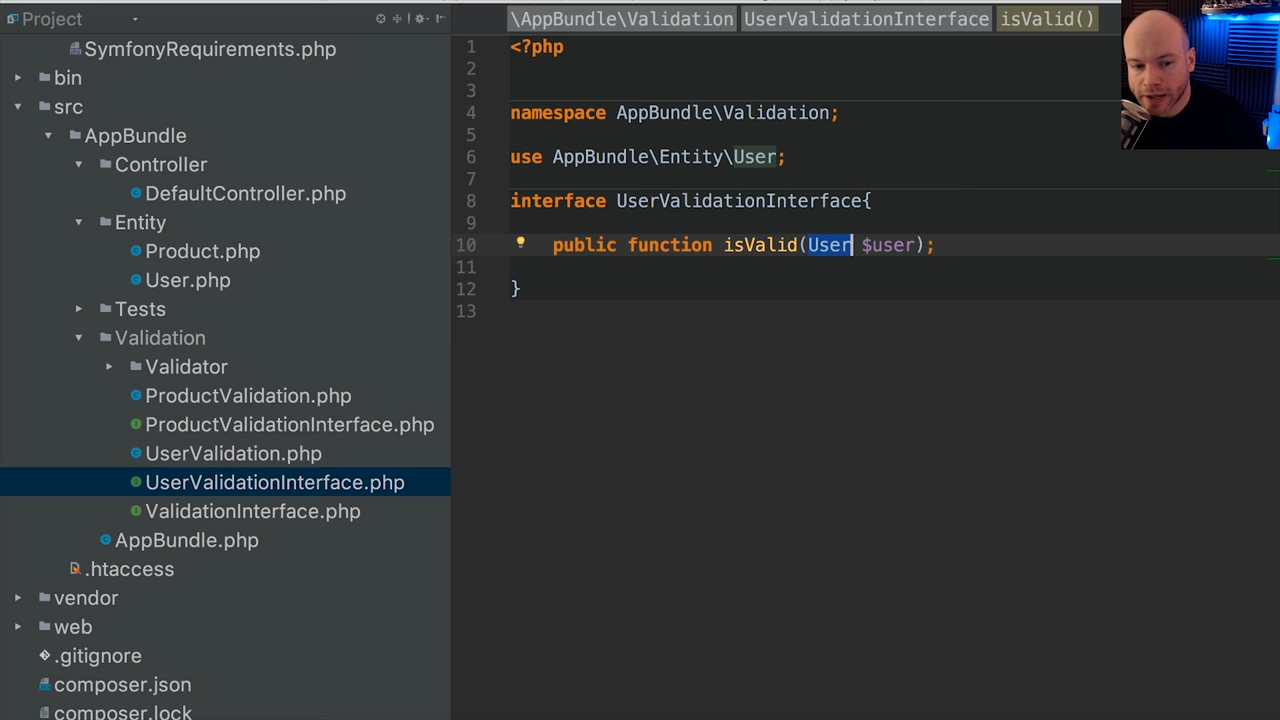 Project
SymfonyRequirements.php
bin
src
AppBundle
Controller
DefaultController.php
Entity
Product.php
User.php
Tests
Validation
Validator
ProductValidation.php
ProductValidationInterface.php
UserValidation.php
UserValidationInterface.php
ValidationInterface.php
AppBundle.php
.htaccess
vendor
web
.gitignore
composer.json
composer.lock
\AppBundle\Validation UserValidationInterface isValid()
1 <?php
2
3
4 namespace AppBundle\Validation;
5
6 use AppBundle\Entity\User;
7
8 interface UserValidationInterface{
9
10 public function isValid(User $user);
11
12 }
13